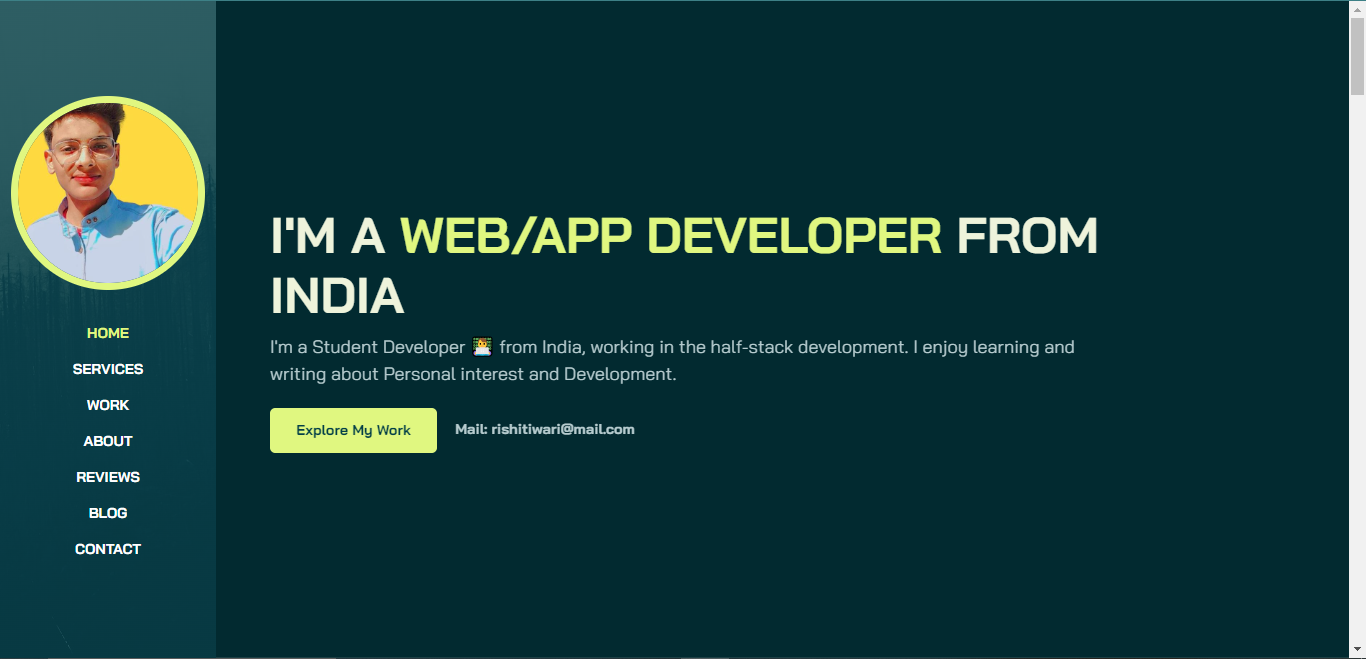 HOME
SERVICES
WORK
ABOUT
REVIEWS
BLOG
CONTACT
I'M A WEB/APP DEVELOPER FROM
INDIA
I'm a Student Developer 👨‍💻 from India, working in the half-stack development. I enjoy learning and
writing about Personal interest and Development.
Explore My Work
Mail: rishitiwari@mail.com